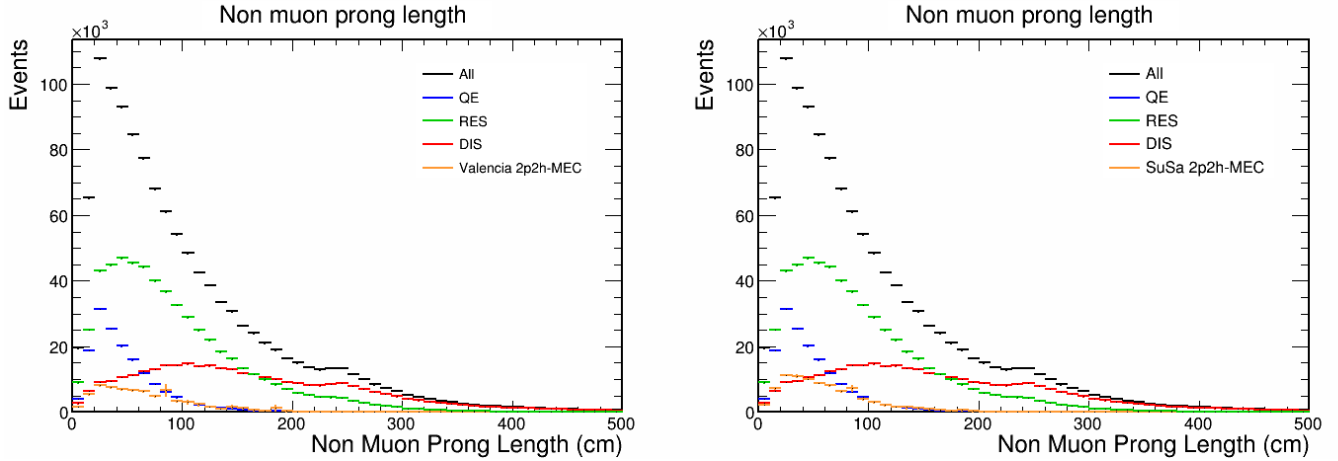 Non muon prong length
×10³
Events
100
80
60
40
20
0
0 100 200 300 400 500
Non Muon Prong Length (cm)
All
QE
RES
DIS
Valencia 2p2h-MEC
Non muon prong length
×10³
Events
100
80
60
40
20
0
0 100 200 300 400 500
Non Muon Prong Length (cm)
All
QE
RES
DIS
SuSa 2p2h-MEC